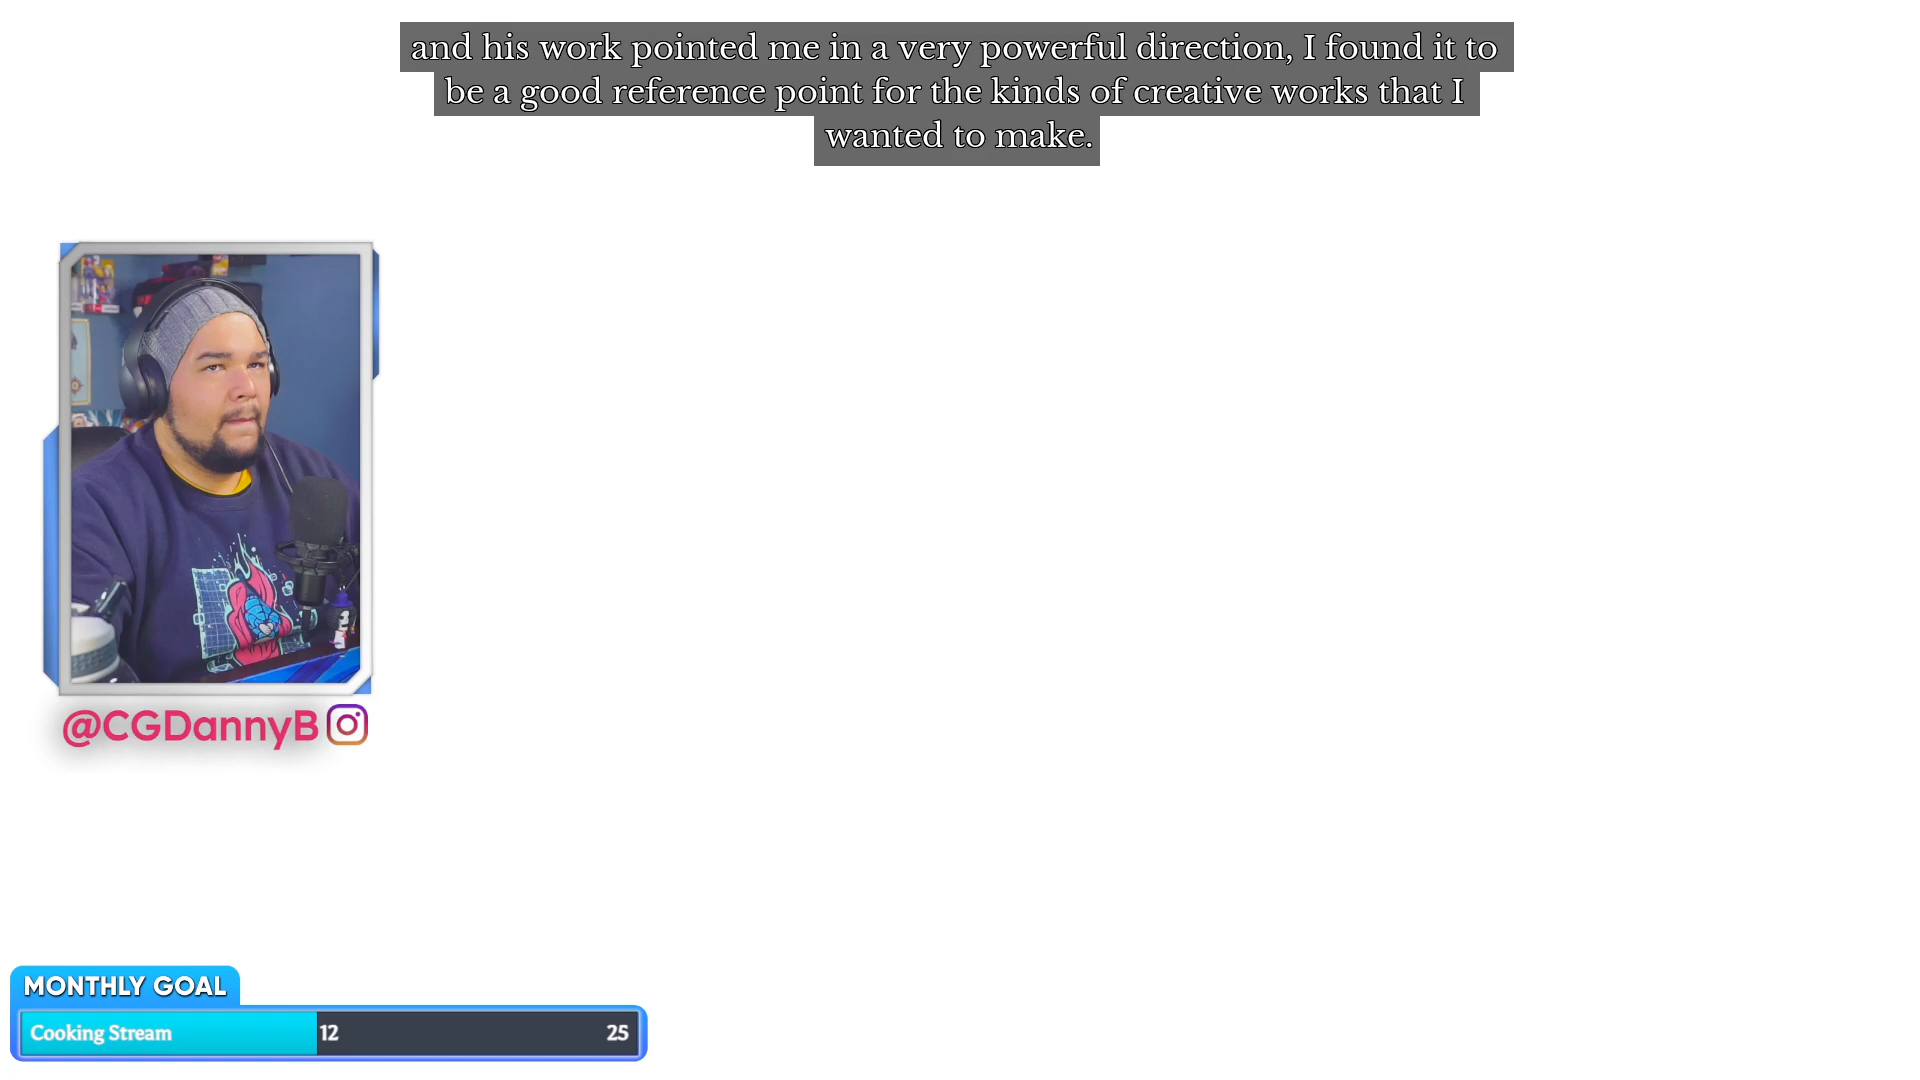 and his work pointed me in a very powerful direction, I found it to
be a good reference point for the kinds of creative works that I
wanted to make.
@CGDannyB
MONTHLY GOAL
Cooking Stream 12 25